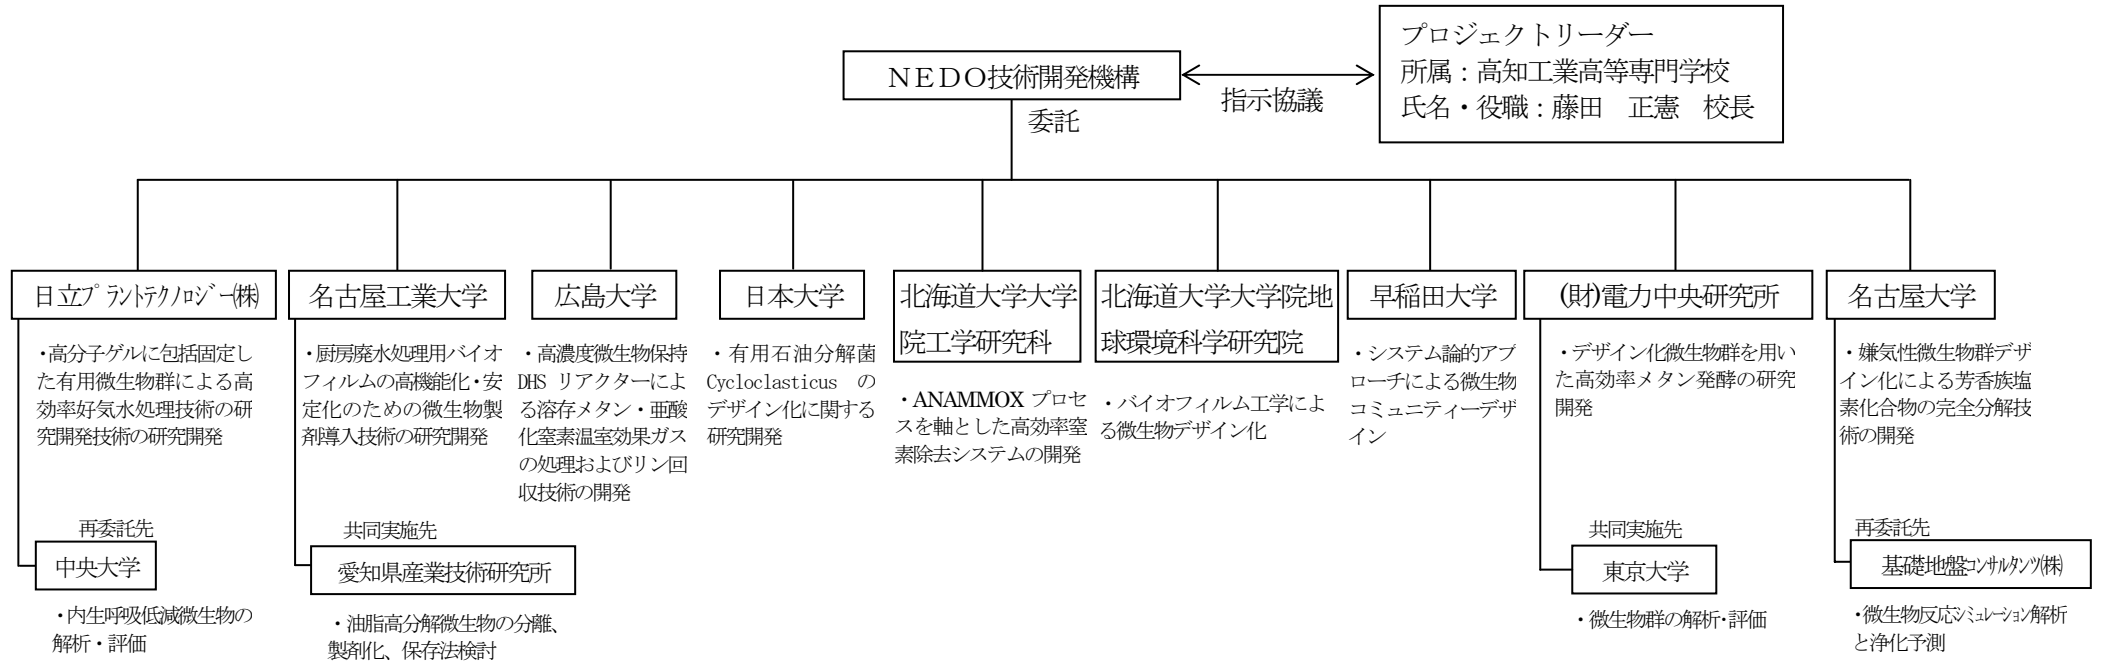 プロジェクトリーダー
所属：高知工業高等専門学校
氏名・役職：藤田　正憲　校長
ＮＥＤＯ技術開発機構
指示協議
委託
日立プラントテクノロジー(株)
・高分子ゲルに包括固定し
た有用微生物群による高
効率好気水処理技術の研
究開発技術の研究開発
再委託先
中央大学
・内生呼吸低減微生物の
解析・評価
名古屋工業大学
・厨房廃水処理用バイオ
フィルムの高機能化・安
定化のための微生物製
剤導入技術の研究開発
共同実施先
愛知県産業技術研究所
・油脂高分解微生物の分離、
製剤化、保存法検討
広島大学
・高濃度微生物保持
DHS リアクターによ
る溶存メタン・亜酸
化窒素温室効果ガス
の処理およびリン回
収技術の開発
日本大学
・有用石油分解菌
Cycloclasticus の
デザイン化に関する
研究開発
北海道大学大学
院工学研究科
・ANAMMOX プロセ
スを軸とした高効率窒
素除去システムの開発
北海道大学大学院地
球環境科学研究院
・バイオフィルム工学によ
る微生物デザイン化
早稲田大学
・システム論的アプ
ローチによる微生物
コミュニティーデザ
イン
(財)電力中央研究所
・デザイン化微生物群を用い
た高効率メタン発酵の研究
開発
共同実施先
東京大学
・微生物群の解析・評価
名古屋大学
・嫌気性微生物群デザ
イン化による芳香族塩
素化合物の完全分解技
術の開発
再委託先
基礎地盤コンサルタンツ(株)
・微生物反応シミュレーション解析
と浄化予測